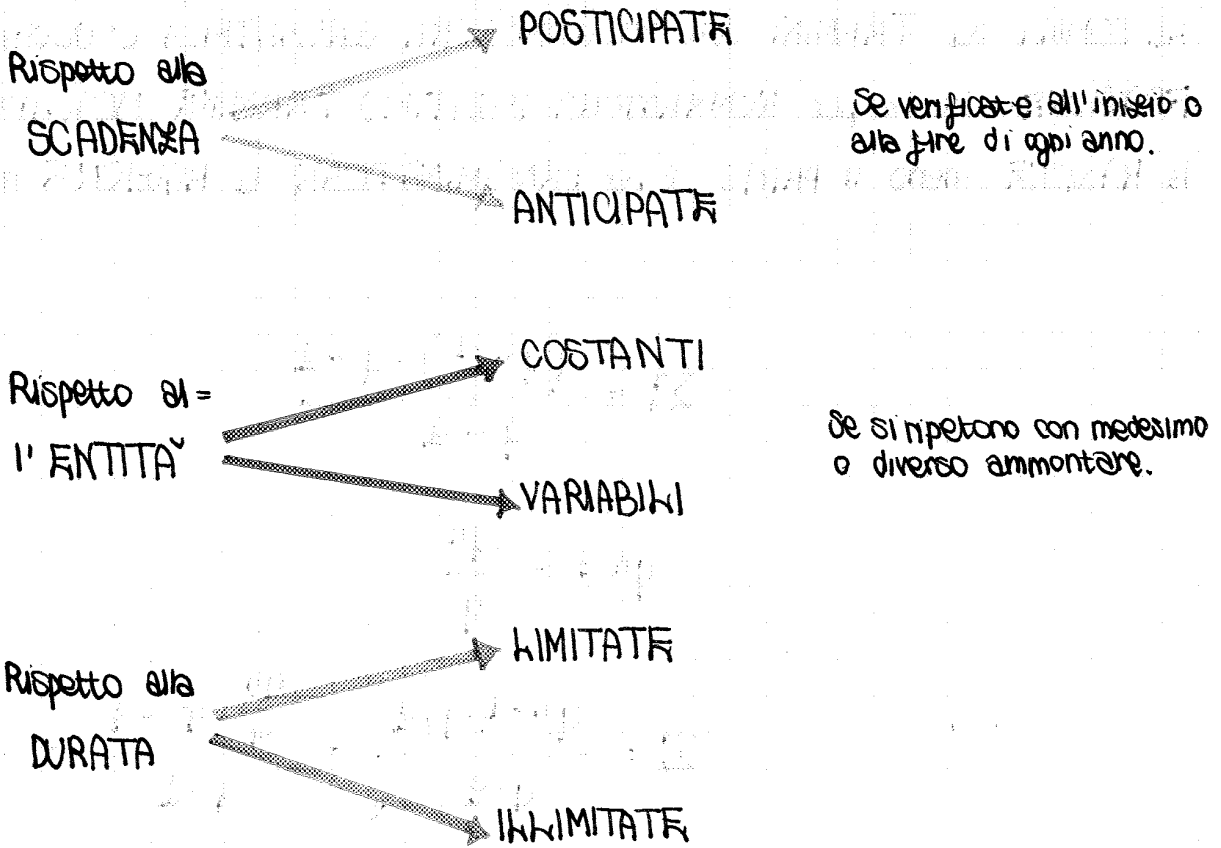 POSTICIPATE
Rispetto alla
SCADENZA
Se verificate all'inizio o
alla fine di ogni anno.
ANTICIPATE
COSTANTI
Rispetto al=
l'ENTITÀ
Se si ripetono con medesimo
o diverso ammontare.
VARIABILI
LIMITATE
Rispetto alla
DURATA
ILLIMITATE